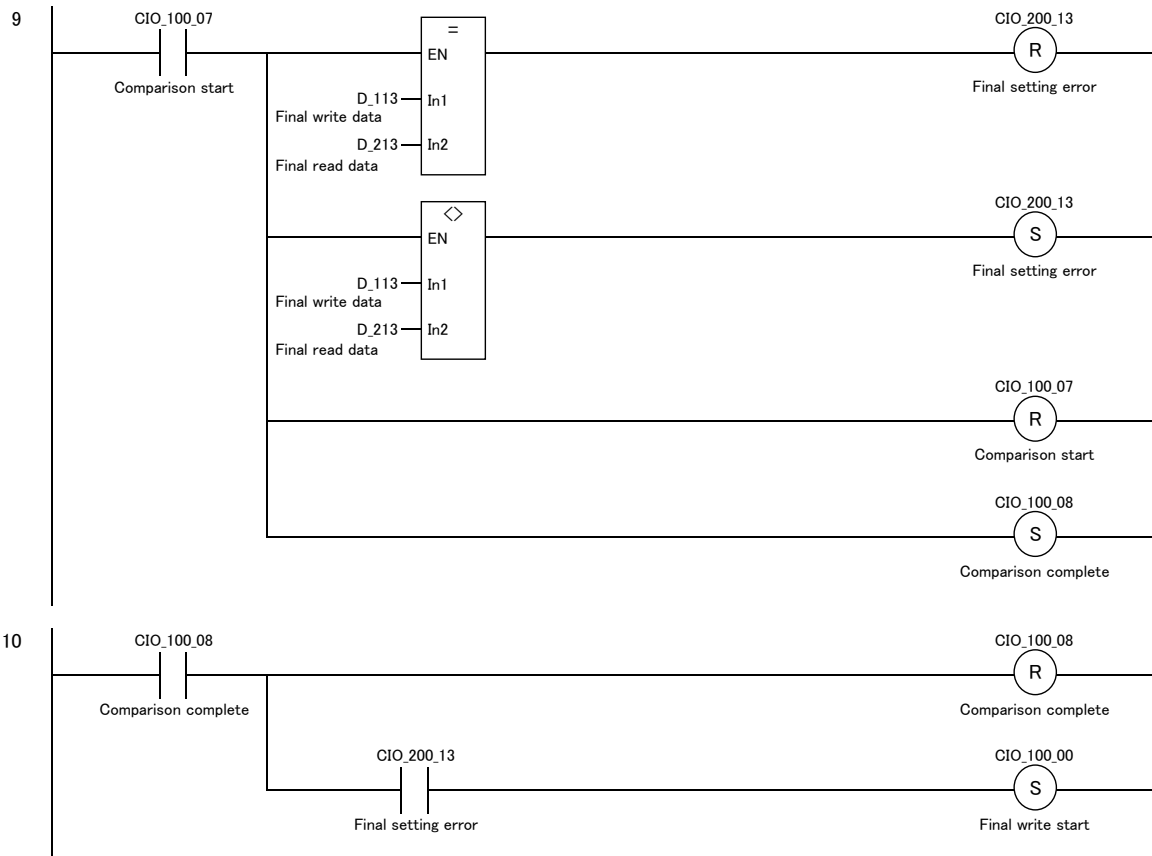 9
CIO_100_07
Comparison start
=
EN
D_113
In1
Final write data
D_213
In2
Final read data
CIO_200_13
R
Final setting error
<>
EN
D_113
In1
Final write data
D_213
In2
Final read data
CIO_200_13
S
Final setting error
CIO_100_07
R
Comparison start
CIO_100_08
S
Comparison complete
10
CIO_100_08
Comparison complete
CIO_100_08
R
Comparison complete
CIO_200_13
Final setting error
CIO_100_00
S
Final write start